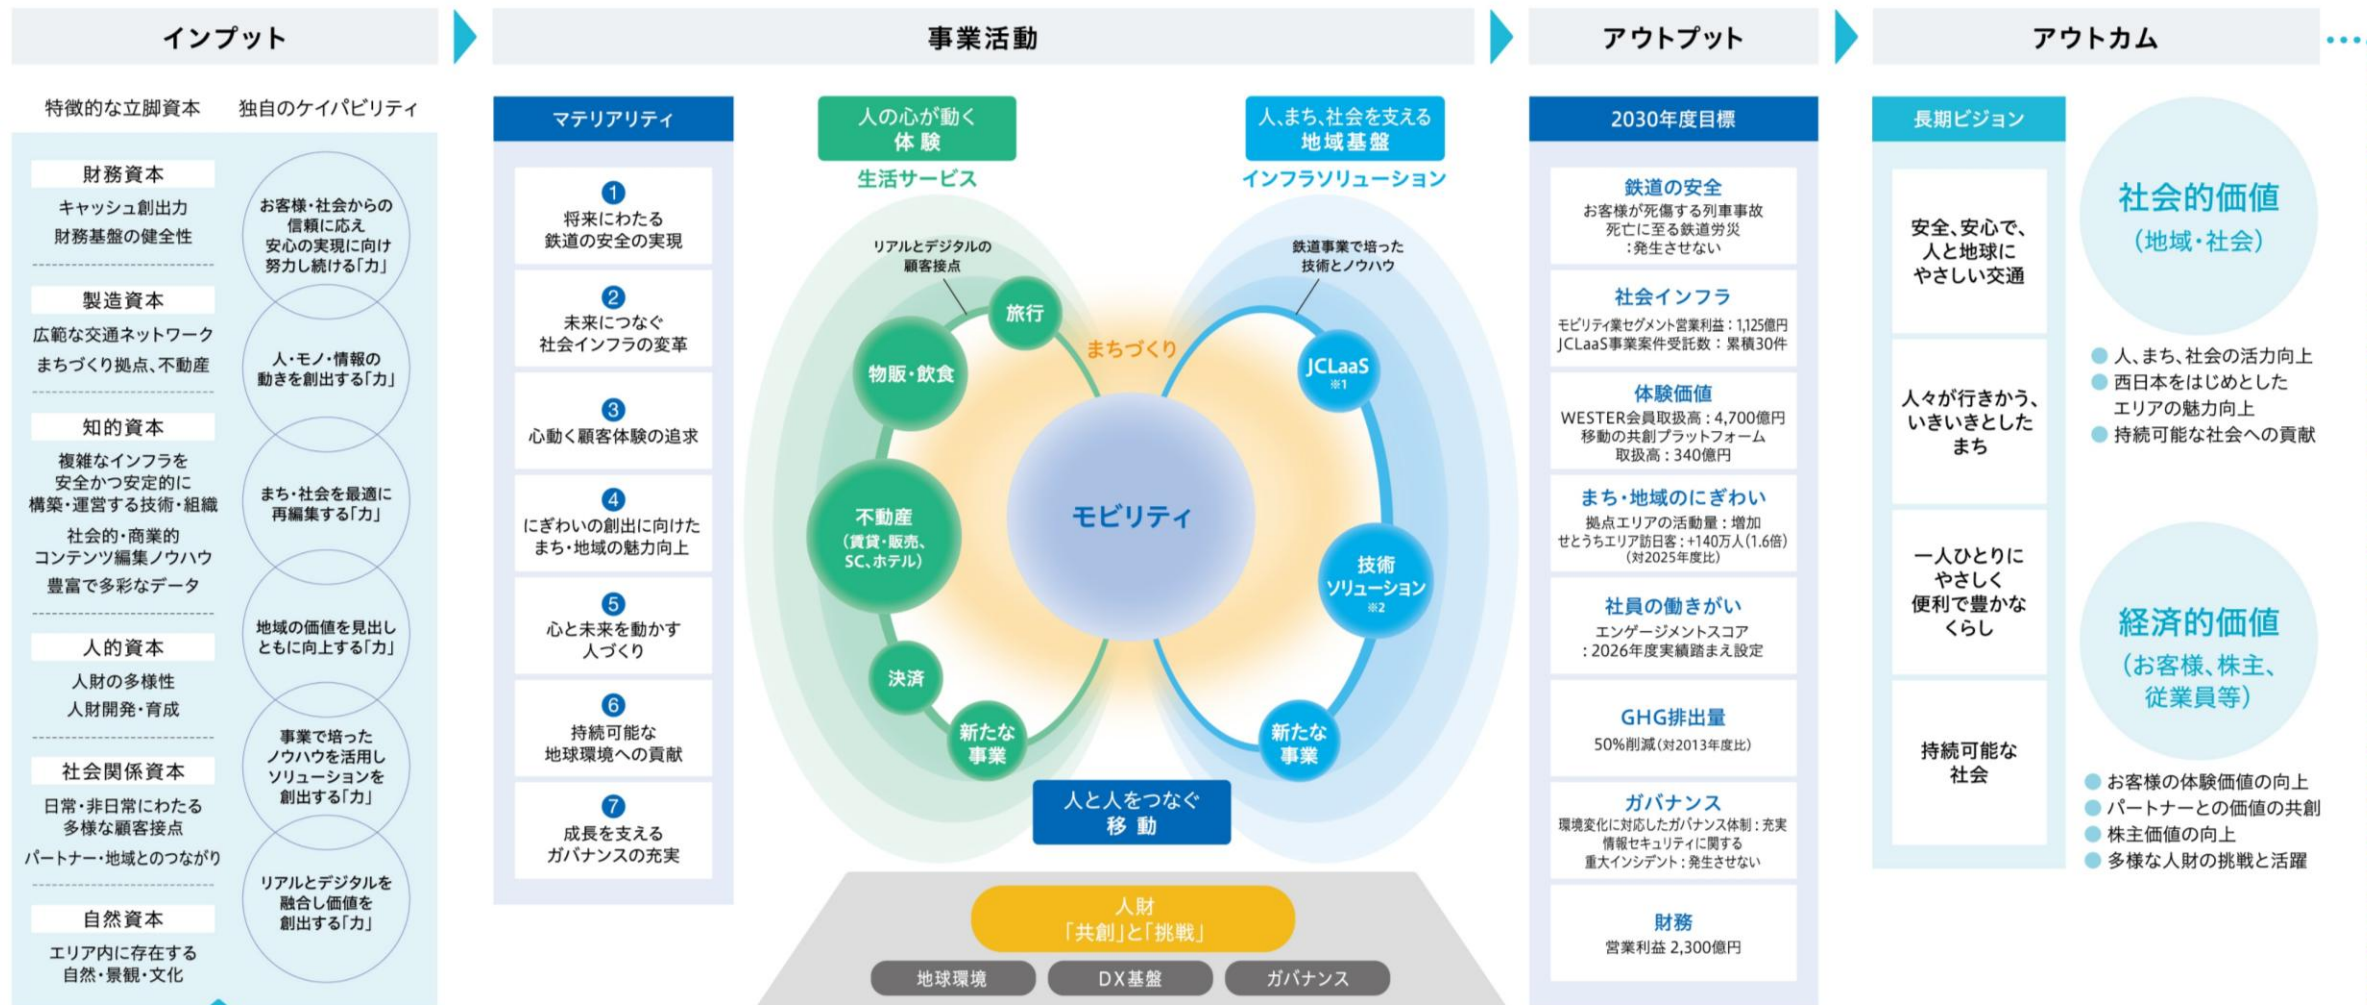 インプット
事業活動
アウトプット
アウトカム
特徴的な立脚資本
独自のケイパビリティ
財務資本
キャッシュ創出力
財務基盤の健全性
製造資本
広範な交通ネットワーク
まちづくり拠点、不動産
知的資本
複雑なインフラを
安全かつ安定的に
構築・運営する技術・組織
社会的・商業的
コンテンツ編集ノウハウ
豊富で多彩なデータ
人的資本
人財の多様性
人財開発・育成
社会関係資本
日常・非日常にわたる
多様な顧客接点
パートナー・地域とのつながり
自然資本
エリア内に存在する
自然・景観・文化
お客様・社会からの
信頼に応え
安心の実現に向け
努力し続ける「力」
人・モノ・情報の
動きを創出する「力」
まち・社会を最適に
再編集する「力」
地域の価値を見出し
ともに向上する「力」
事業で培った
ノウハウを活用し
ソリューションを
創出する「力」
リアルとデジタルを
融合し価値を
創出する「力」
マテリアリティ
1
将来にわたる
鉄道の安全の実現
2
未来につなぐ
社会インフラの変革
3
心動く顧客体験の追求
4
にぎわいの創出に向けた
まち・地域の魅力向上
5
心と未来を動かす
人づくり
6
持続可能な
地球環境への貢献
7
成長を支える
ガバナンスの充実
人の心が動く
体験
生活サービス
リアルとデジタルの
顧客接点
旅行
物販・飲食
不動産
(賃貸・販売、
SC、ホテル)
決済
新たな
事業
まちづくり
モビリティ
人、まち、社会を支える
地域基盤
インフラソリューション
鉄道事業で培った
技術とノウハウ
JCLaaS
※1
技術
ソリューション
※2
新たな
事業
人と人をつなぐ
移動
人財
「共創」と「挑戦」
地球環境
DX基盤
ガバナンス
2030年度目標
鉄道の安全
お客様が死傷する列車事故
死亡に至る鉄道労災
:発生させない
社会インフラ
モビリティ業セグメント営業利益:1,125億円
JCLaaS事業案件受託数:累積30件
体験価値
WESTER会員取扱高:4,700億円
移動の共創プラットフォーム
取扱高:340億円
まち・地域のにぎわい
拠点エリアの活動量:増加
せとうちエリア訪日客:+140万人(1.6倍)
(対2025年度比)
社員の働きがい
エンゲージメントスコア
:2026年度実績踏まえ設定
GHG排出量
50%削減(対2013年度比)
ガバナンス
環境変化に対応したガバナンス体制:充実
情報セキュリティに関する
重大インシデント:発生させない
財務
営業利益 2,300億円
長期ビジョン
安全、安心で、
人と地球に
やさしい交通
人々が行きかう、
いきいきとした
まち
一人ひとりに
やさしく
便利で豊かな
くらし
持続可能な
社会
社会的価値
(地域・社会)
人、まち、社会の活力向上
西日本をはじめとした
エリアの魅力向上
持続可能な社会への貢献
経済的価値
(お客様、株主、
従業員等)
お客様の体験価値の向上
パートナーとの価値の共創
株主価値の向上
多様な人財の挑戦と活躍